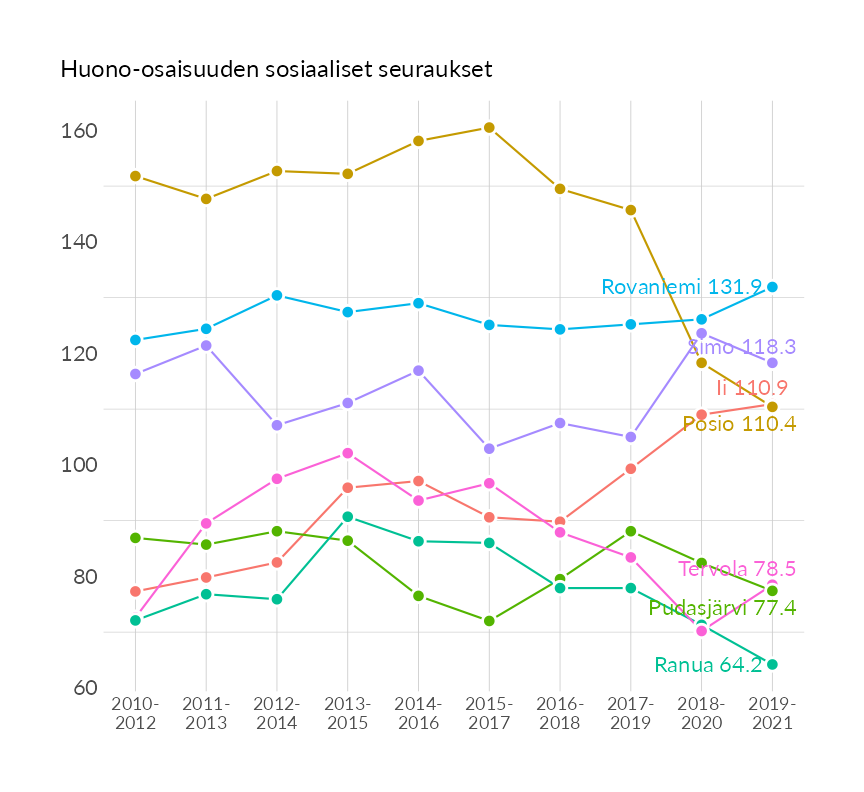 Huono-osaisuuden sosiaaliset seuraukset
160
140
120
100
80
60
Rovaniemi 131.9
Simo 118.3
Ii 110.9
Posio 110.4
Tervola 78.5
Pudasjärvi 77.4
Ranua 64.2
2010- 2011- 2012- 2013- 2014- 2015- 2016- 2017- 2018- 2019-
2012 2013 2014 2015 2016 2017 2018 2019 2020 2021